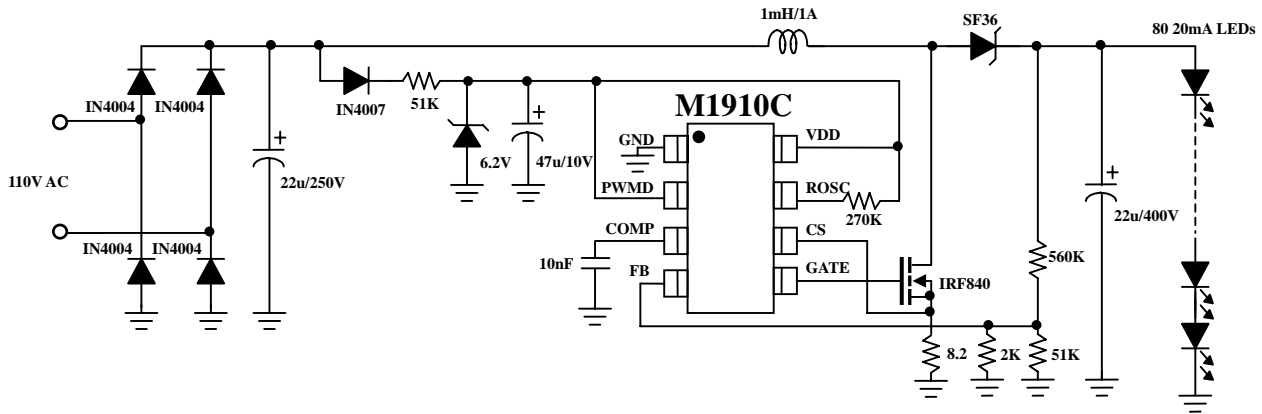 1mH/1A
SF36
80 20mA LEDs
IN4004
IN4004
IN4007
51K
M1910C
GND
VDD
6.2V
47u/10V
110V AC
22u/250V
PWMD
ROSC
270K
22u/400V
IN4004
IN4004
COMP
CS
10nF
FB
GATE
560K
IRF840
8.2
2K
51K